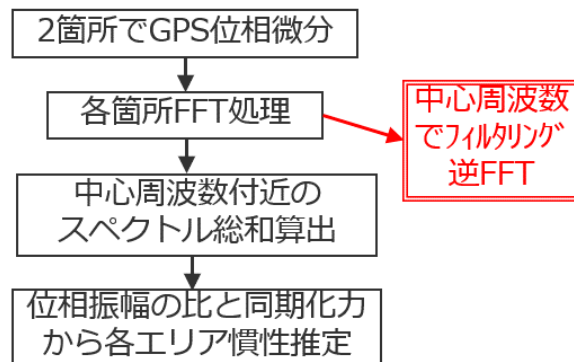 2箇所でGPS位相微分
各箇所FFT処理
中心周波数
でﾌｨﾙﾀﾘﾝｸﾞ
逆FFT
中心周波数付近の
スペクトル総和算出
位相振幅の比と同期化力
から各エリア慣性推定